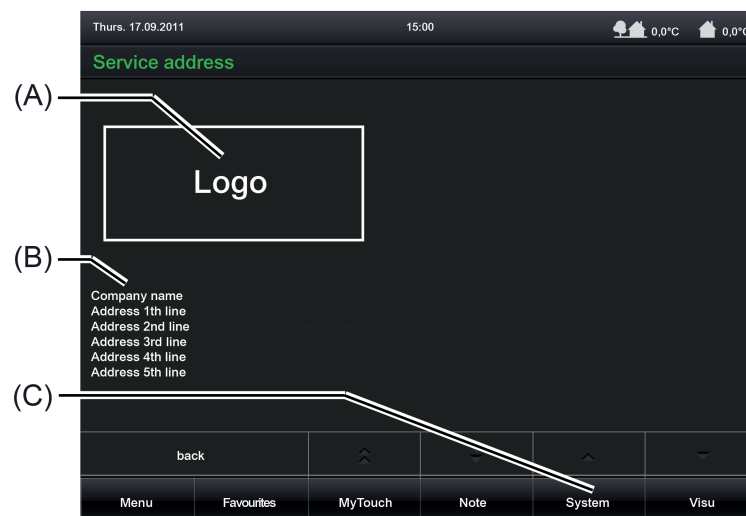 Thurs. 17.09.2011 15:00 0,0°C 0,0°C
Service address
(A)
Logo
(B)
Company name
Address 1th line
Address 2nd line
Address 3rd line
Address 4th line
Address 5th line
(C)
back
Menu Favourites MyTouch Note System Visu